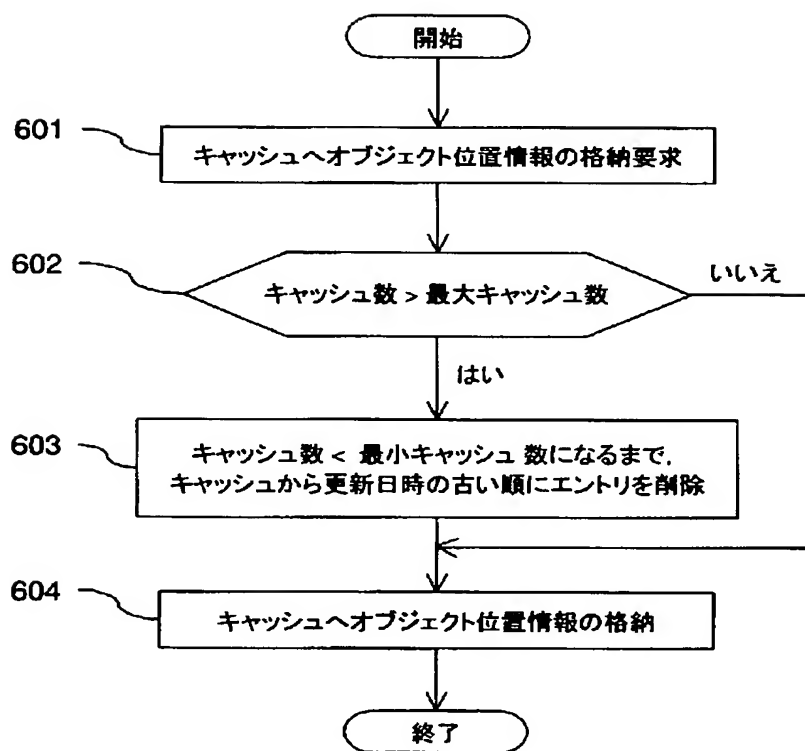 開始
601
キャッシュへオブジェクト位置情報の格納要求
602
キャッシュ数 > 最大キャッシュ数
いいえ
はい
603
キャッシュ数 < 最小キャッシュ数になるまで,
キャッシュから更新日時の古い順にエントリを削除
604
キャッシュへオブジェクト位置情報の格納
終了